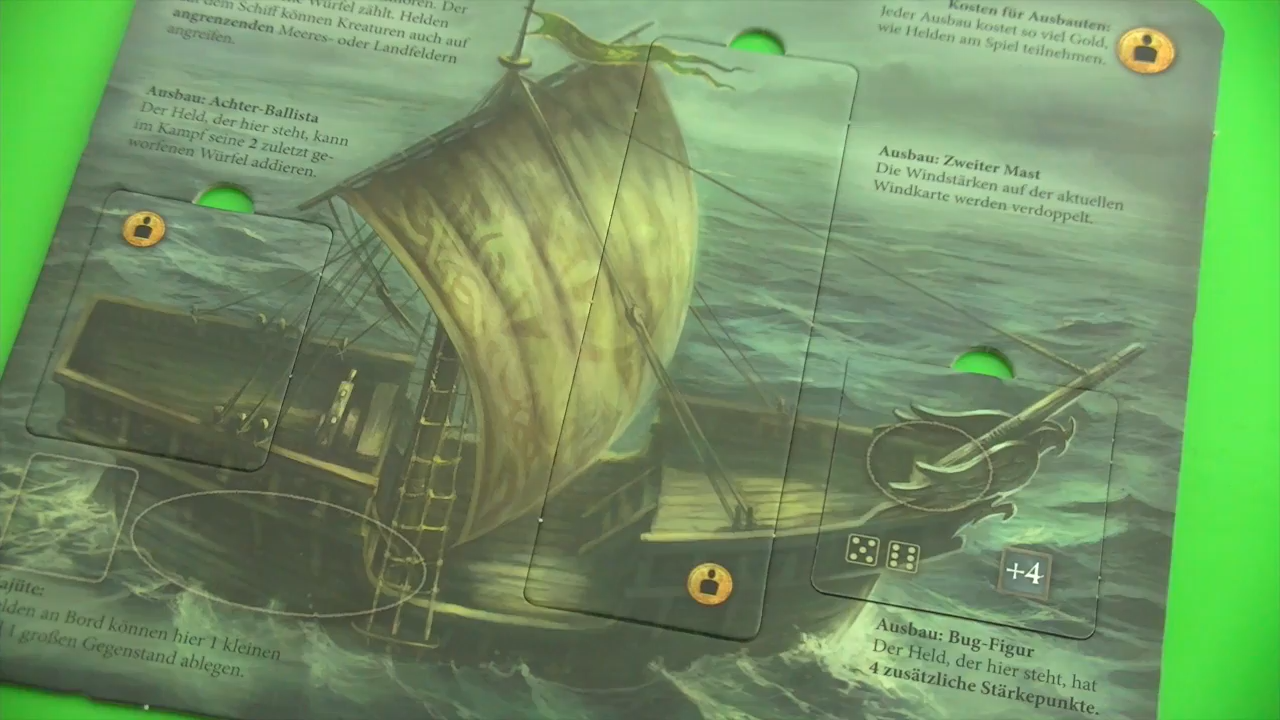 Würfel zählt. Helden
dem Schiff können Kreaturen auch auf
angrenzenden Meeres- oder Landfeldern
angreifen.
Kosten für Ausbauten:
Jeder Ausbau kostet so viel Gold,
wie Helden am Spiel teilnehmen.
Ausbau: Achter-Ballista
Der Held, der hier steht, kann
im Kampf seine 2 zuletzt ge-
worfenen Würfel addieren.
Ausbau: Zweiter Mast
Die Windstärken auf der aktuellen
Windkarte werden verdoppelt.
+4
ajüte:
elden an Bord können hier 1 kleinen
1 großen Gegenstand ablegen.
Ausbau: Bug-Figur
Der Held, der hier steht, hat
4 zusätzliche Stärkepunkte.